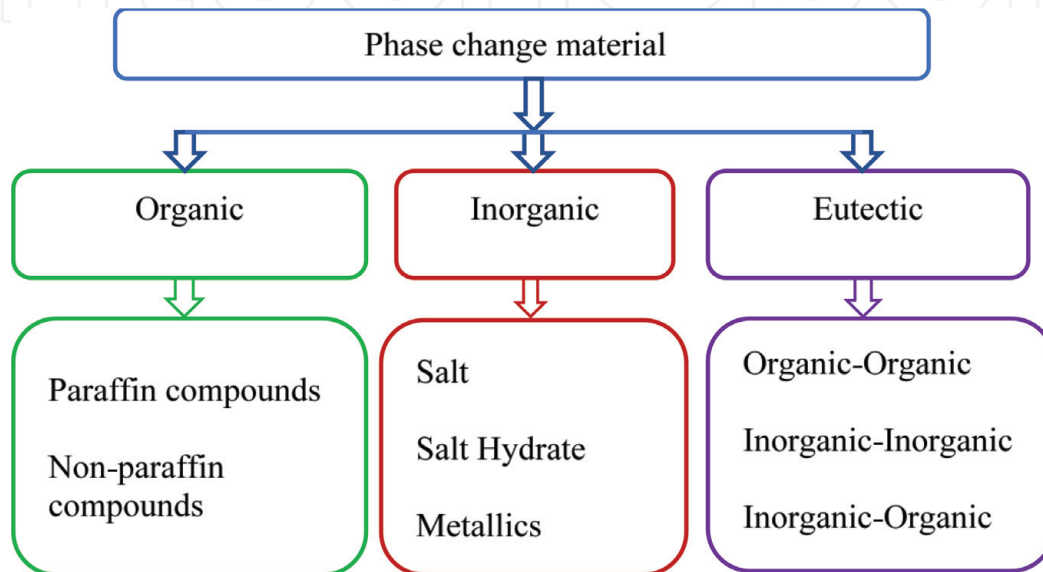 Phase change material
Organic
Inorganic
Eutectic
Paraffin compounds
Non-paraffin
compounds
Salt
Salt Hydrate
Metallics
Organic-Organic
Inorganic-Inorganic
Inorganic-Organic